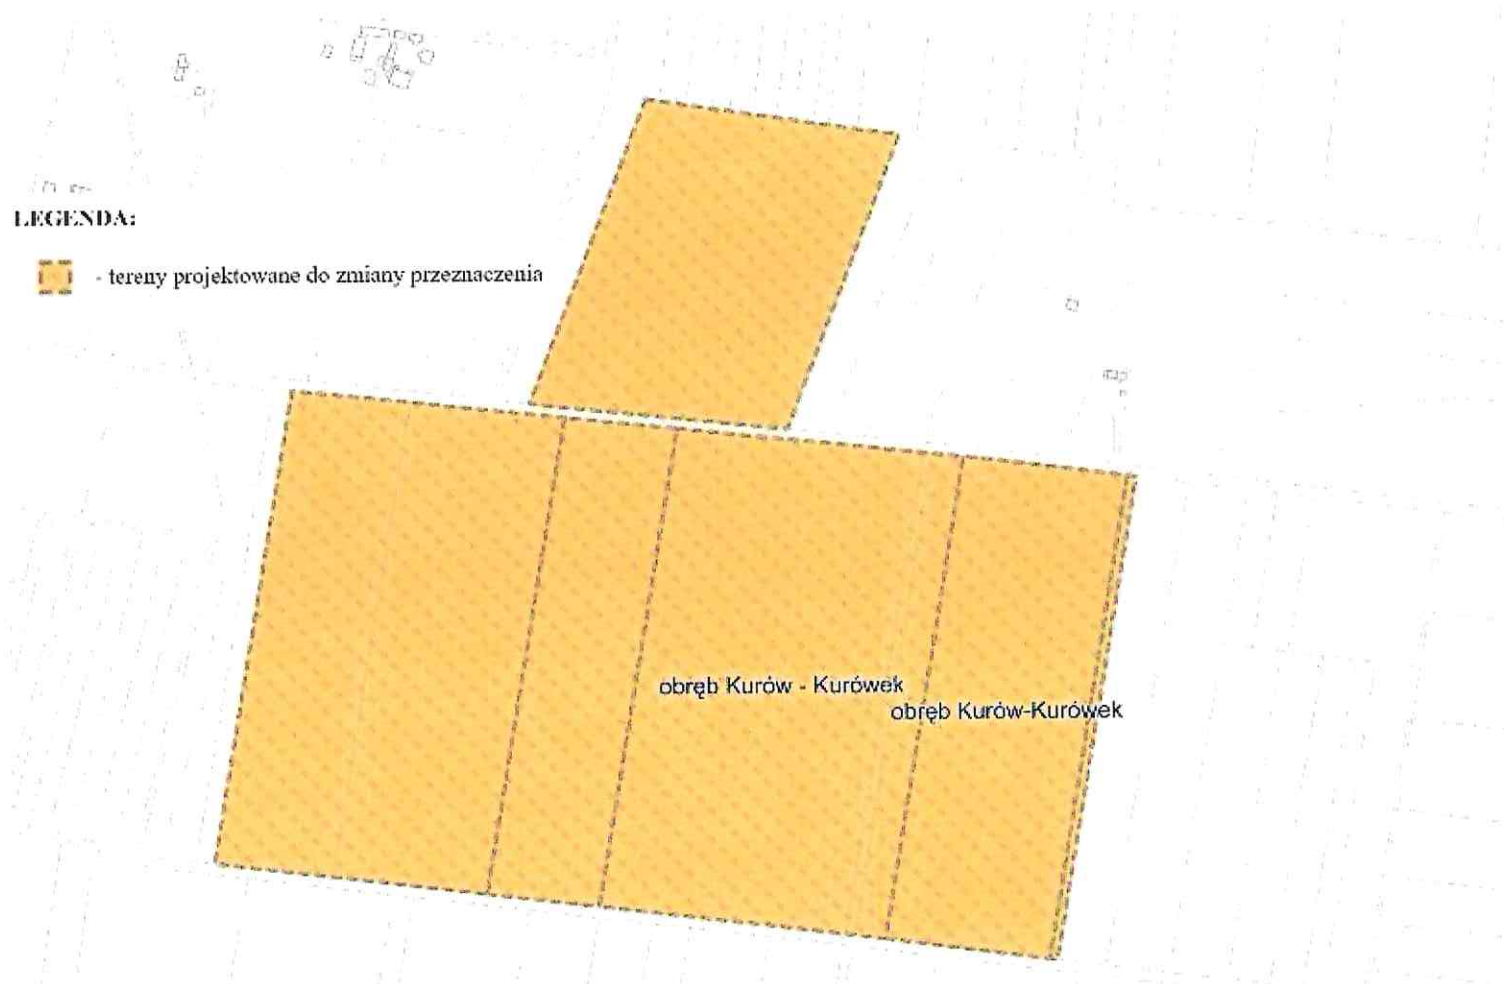 LEGENDA:
- tereny projektowane do zmiany przeznaczenia
obręb Kurów - Kurówek
obręb Kurów-Kurówek